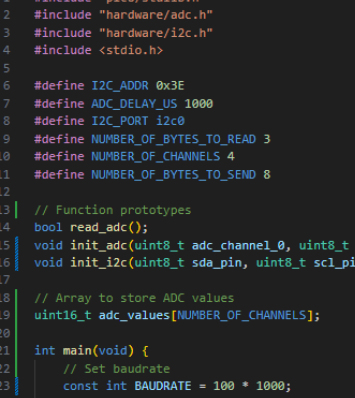 2 #include "hardware/adc.h"
3 #include "hardware/i2c.h"
4 #include <stdio.h>
5
6 #define I2C_ADDR 0x3E
7 #define ADC_DELAY_US 1000
8 #define I2C_PORT i2c0
9 #define NUMBER_OF_BYTES_TO_READ 3
10 #define NUMBER_OF_CHANNELS 4
11 #define NUMBER_OF_BYTES_TO_SEND 8
12
13 // Function prototypes
14 bool read_adc();
15 void init_adc(uint8_t adc_channel_0, uint8_t
16 void init_i2c(uint8_t sda_pin, uint8_t scl_pi
17
18 // Array to store ADC values
19 uint16_t adc_values[NUMBER_OF_CHANNELS];
20
21 int main(void) {
22 // Set baudrate
23 const int BAUDRATE = 100 * 1000;